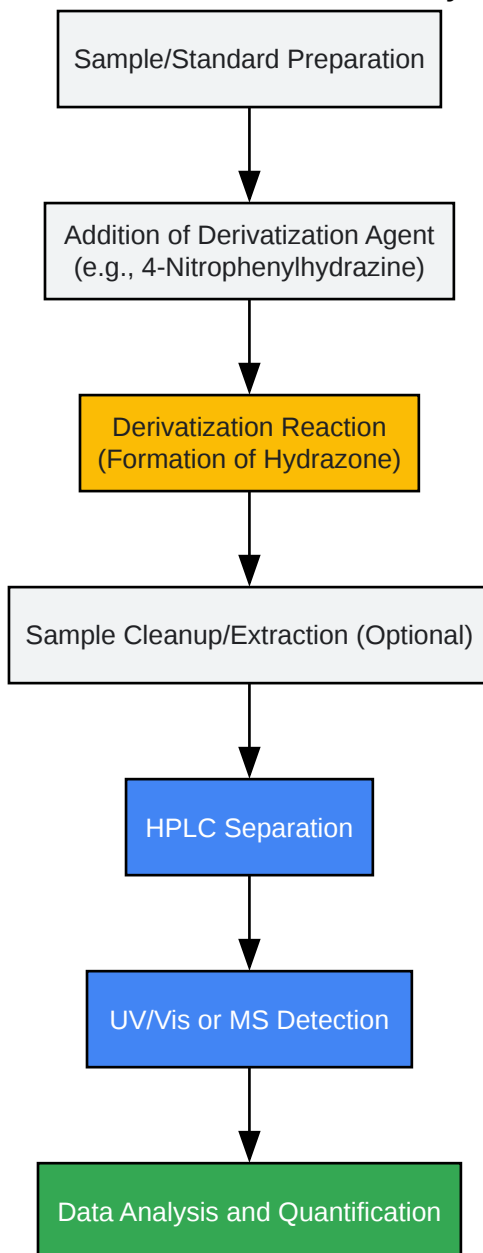 Sample/Standard Preparation
Addition of Derivatization Agent
(e.g., 4-Nitrophenylhydrazine)
Derivatization Reaction
(Formation of Hydrazone)
Sample Cleanup/Extraction (Optional)
HPLC Separation
UV/Vis or MS Detection
Data Analysis and Quantification